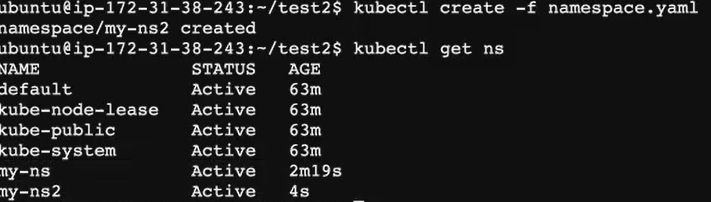 ubuntu@ip-172-31-38-243:~/test2$ kubectl create -f namespace.yaml
namespace/my-ns2 created
ubuntu@ip-172-31-38-243:~/test2$ kubectl get ns
NAME STATUS AGE
default Active 63m
kube-node-lease Active 63m
kube-public Active 63m
kube-system Active 63m
my-ns Active 2m19s
my-ns2 Active 4s